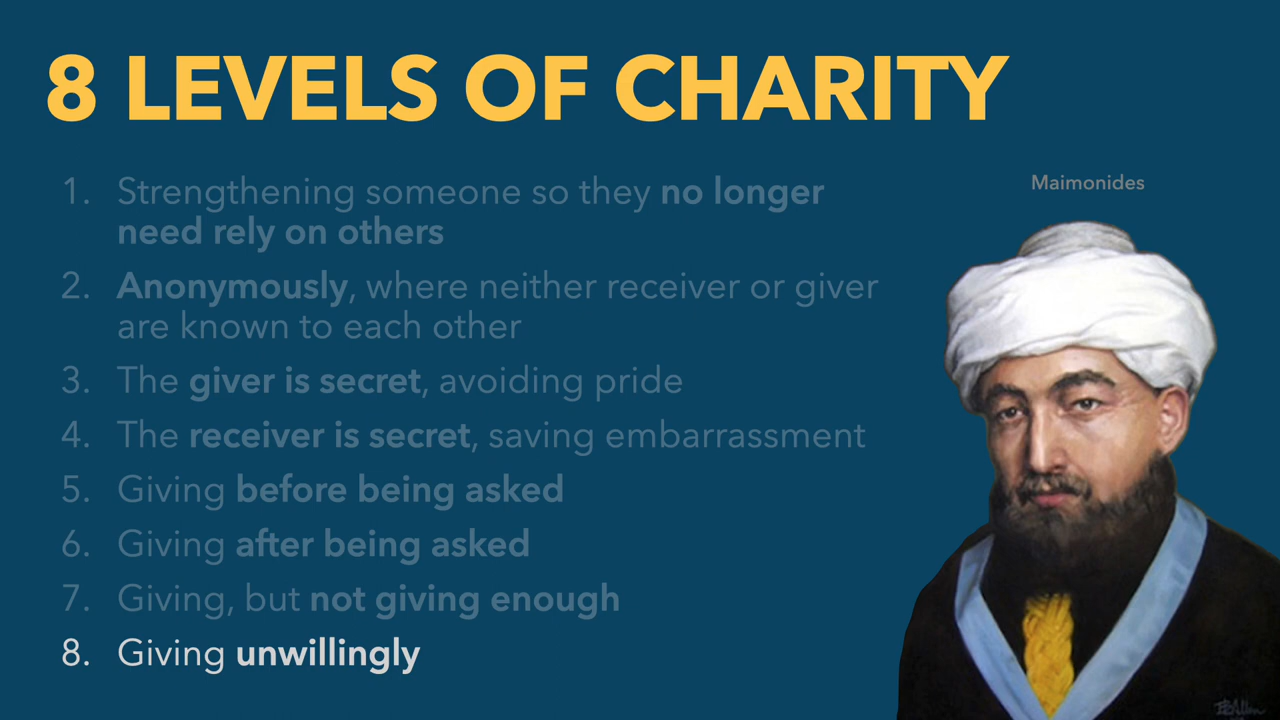 8 LEVELS OF CHARITY
1. Strengthening someone so they no longer
need rely on others
2. Anonymously, where neither receiver or giver
are known to each other
3. The giver is secret, avoiding pride
4. The receiver is secret, saving embarrassment
5. Giving before being asked
6. Giving after being asked
7. Giving, but not giving enough
8. Giving unwillingly
Maimonides